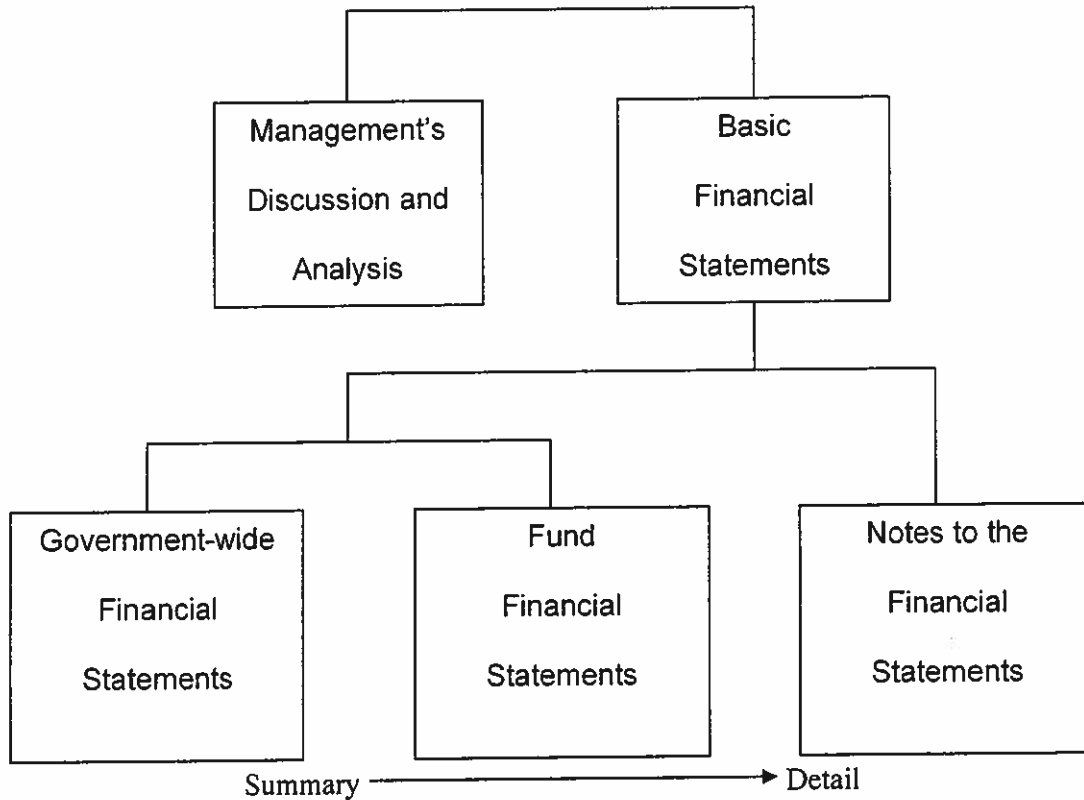 Management's
Discussion and
Analysis
Basic
Financial
Statements
Government-wide
Financial
Statements
Fund
Financial
Statements
Notes to the
Financial
Statements
Summary
Detail